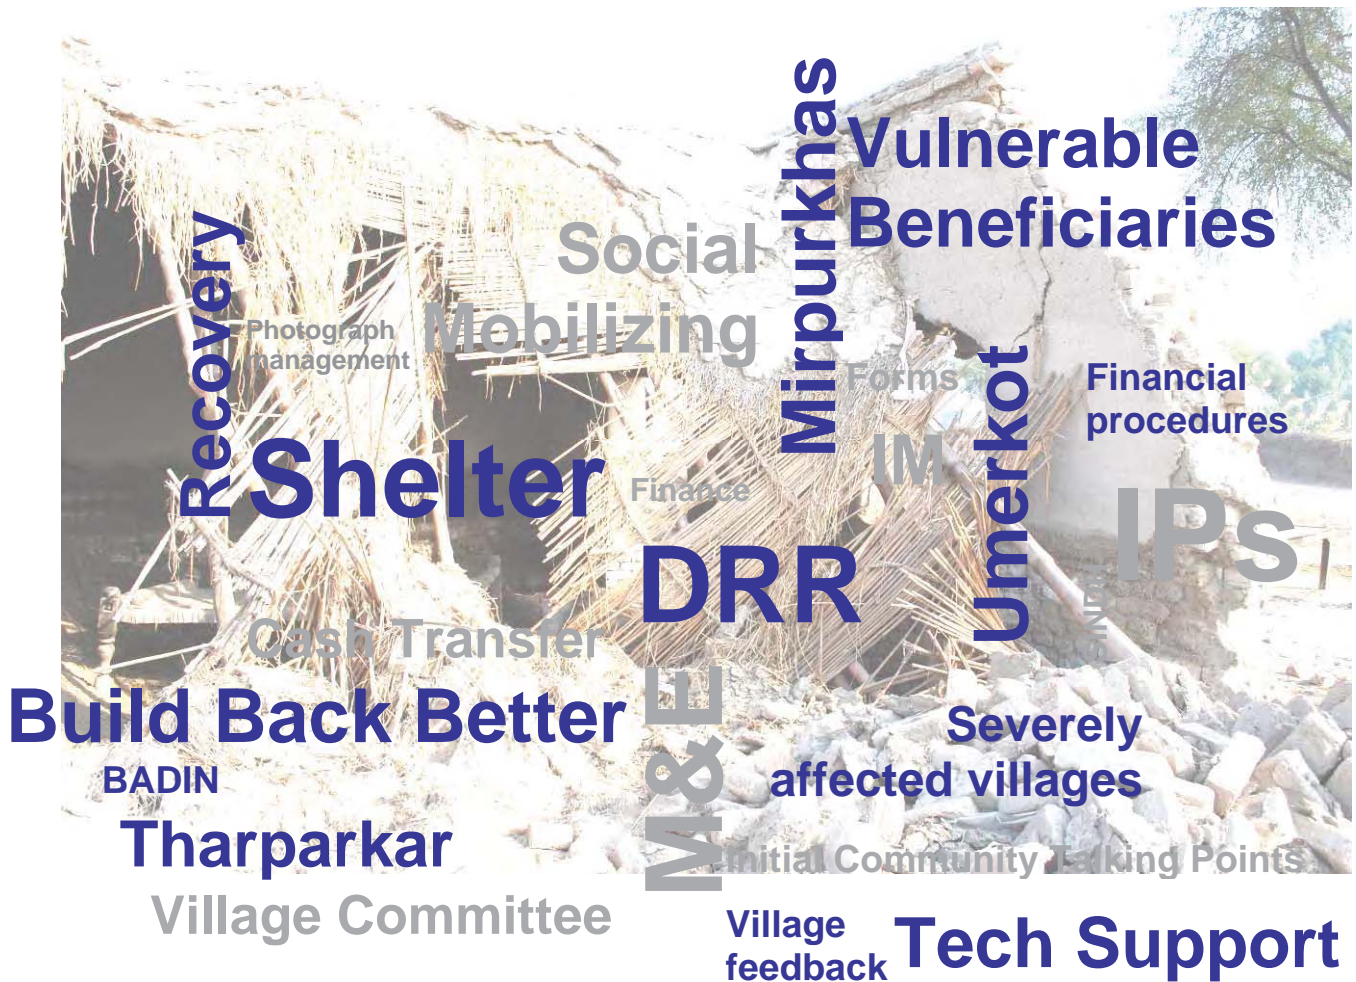 Mirpurkhas
Vulnerable
Beneficiaries
Recovery
Social
Mobilizing
Photograph
management
Forms
Umerkot
Financial
procedures
Shelter
IM
Finance
IPs
DRR
SINDH
Cash Transfer
M&E
Build Back Better
Severely
affected villages
BADIN
Tharparkar
Initial Community Talking Points
Village Committee
Village
feedback
Tech Support